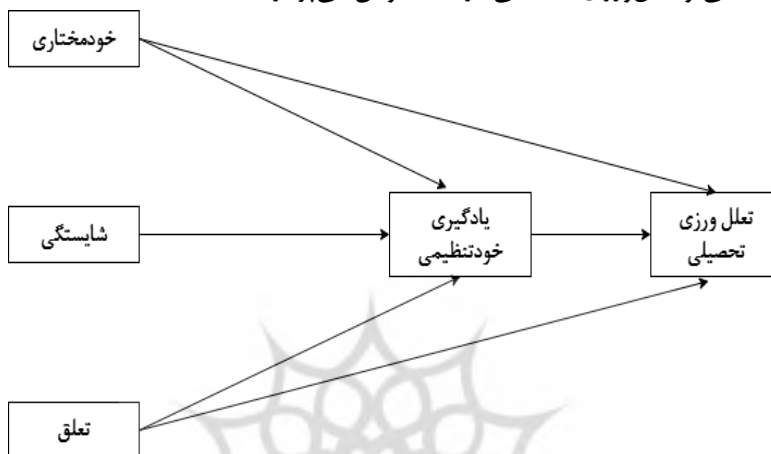 خودمختاری
شایستگی
یادگیری
خودتنظیمی
تعلل ورزی
تحصیلی
تعلق